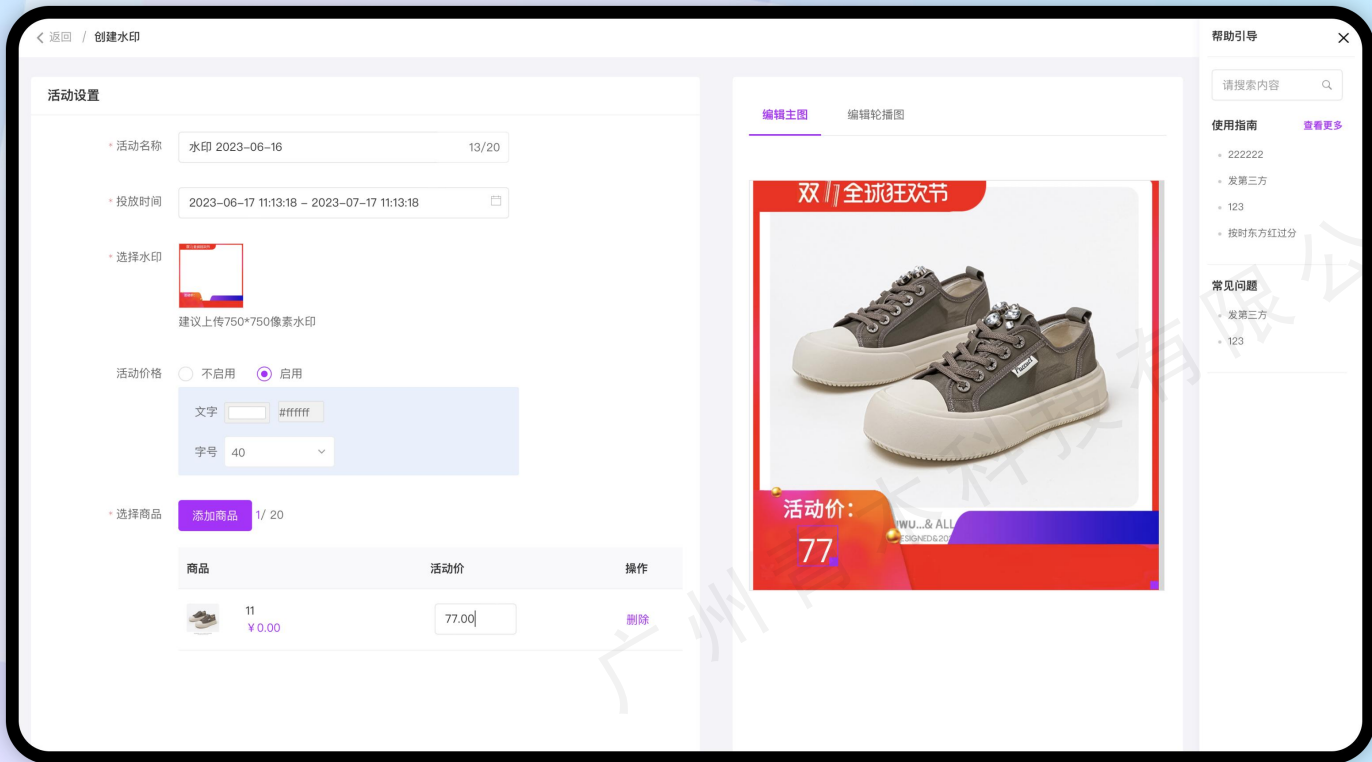 返回 / 创建水印
活动设置
* 活动名称 水印 2023-06-16 13/20
* 投放时间 2023-06-17 11:13:18 – 2023-07-17 11:13:18
* 选择水印
建议上传750*750像素水印
活动价格 不启用 启用
文字 #ffffff
字号 40
* 选择商品 添加商品 1/ 20
商品 活动价 操作
11
¥0.00
77.00 删除
编辑主图 编辑轮播图
双11全球狂欢节
活动价:
77
WU...& ALL
帮助引导
请搜索内容
使用指南 查看更多
222222
发第三方
123
按时东方红过分
常见问题
发第三方
123
广州青木科技有限公